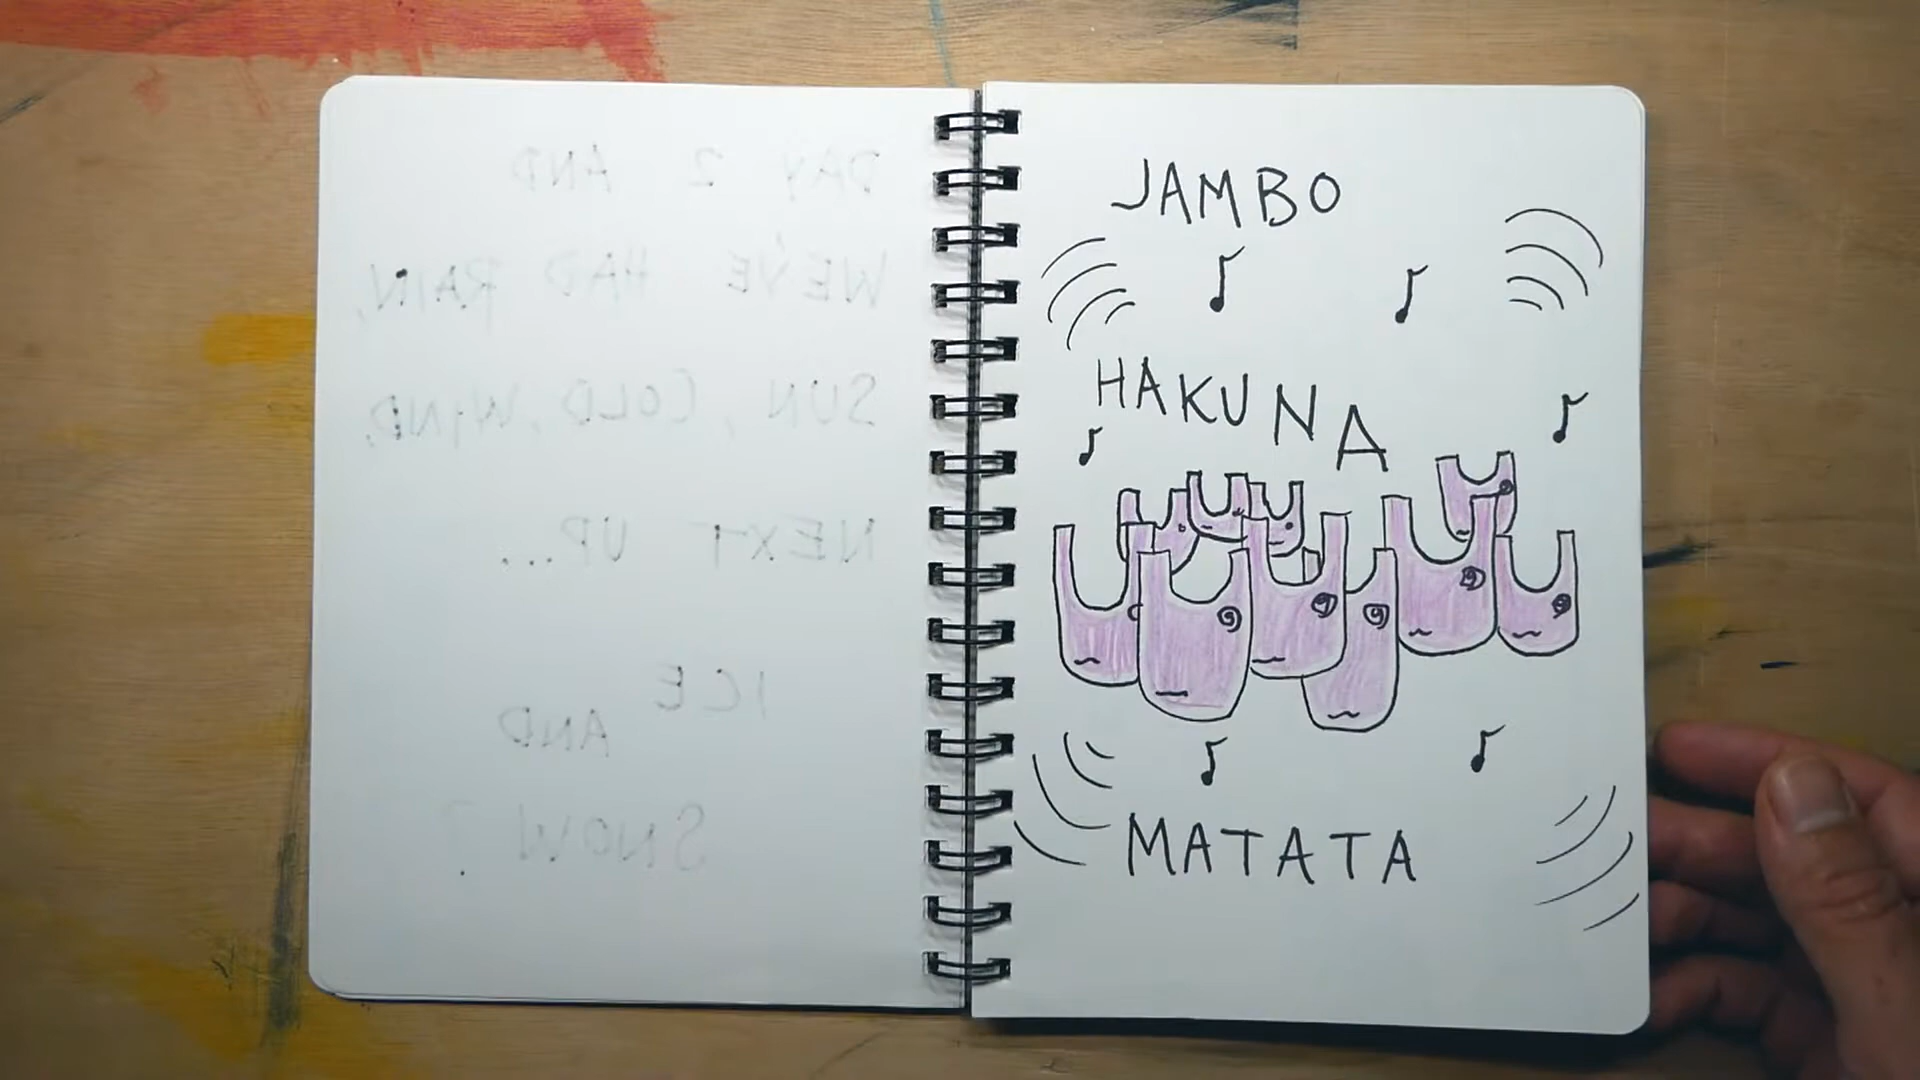 DAY 2 AND
WE'VE HAD RAIN,
SUN, COLD, WIND.
NEXT UP...
ICE
AND
SNOW?
JAMBO
HAKUNA
MATATA